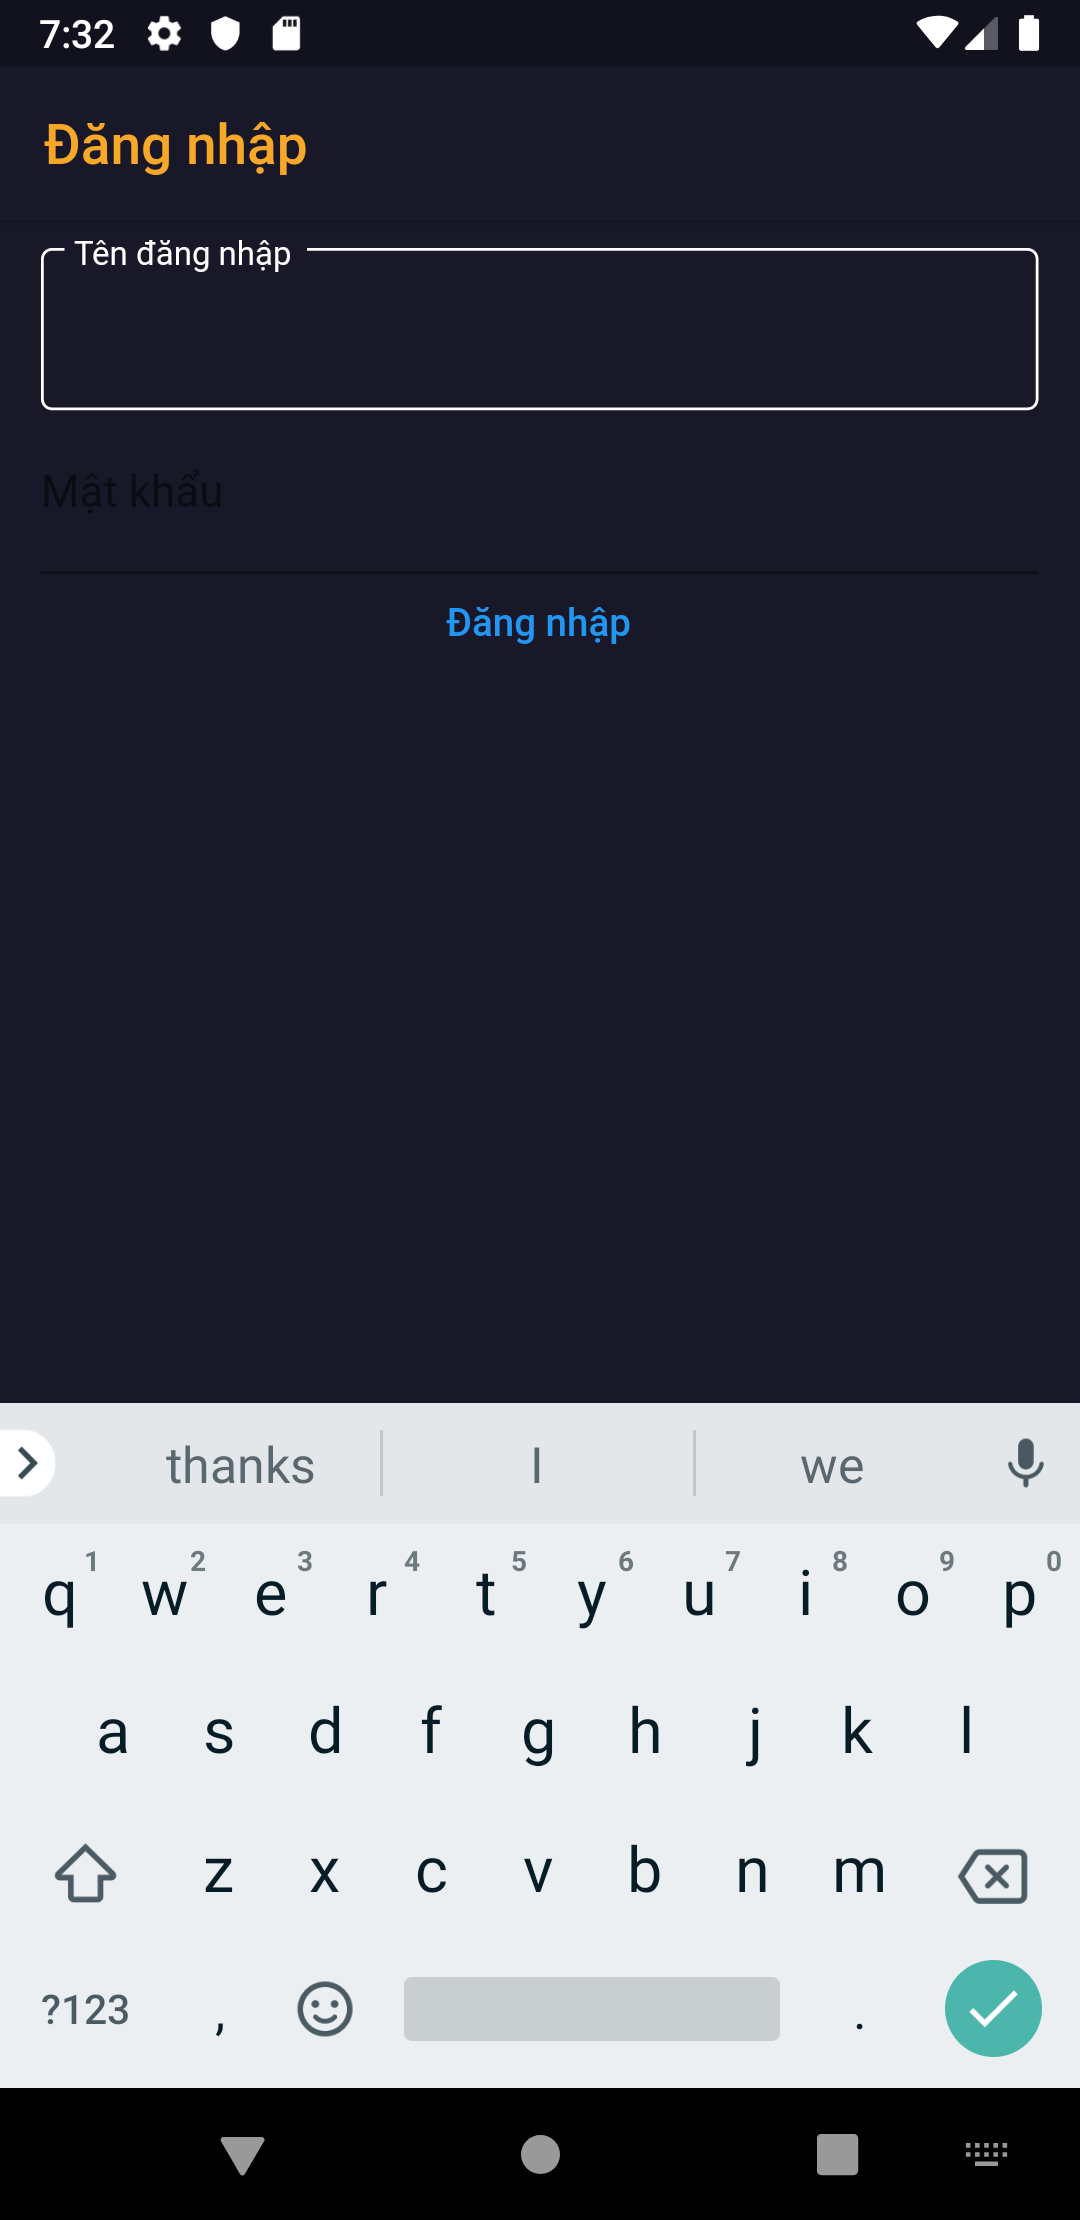 7:32
Đăng nhập
Tên đăng nhập
Mật khẩu
Đăng nhập
thanks I we
1 2 3 4 5 6 7 8 9 0
q w e r t y u i o p
a s d f g h j k l
z x c v b n m
?123 , .